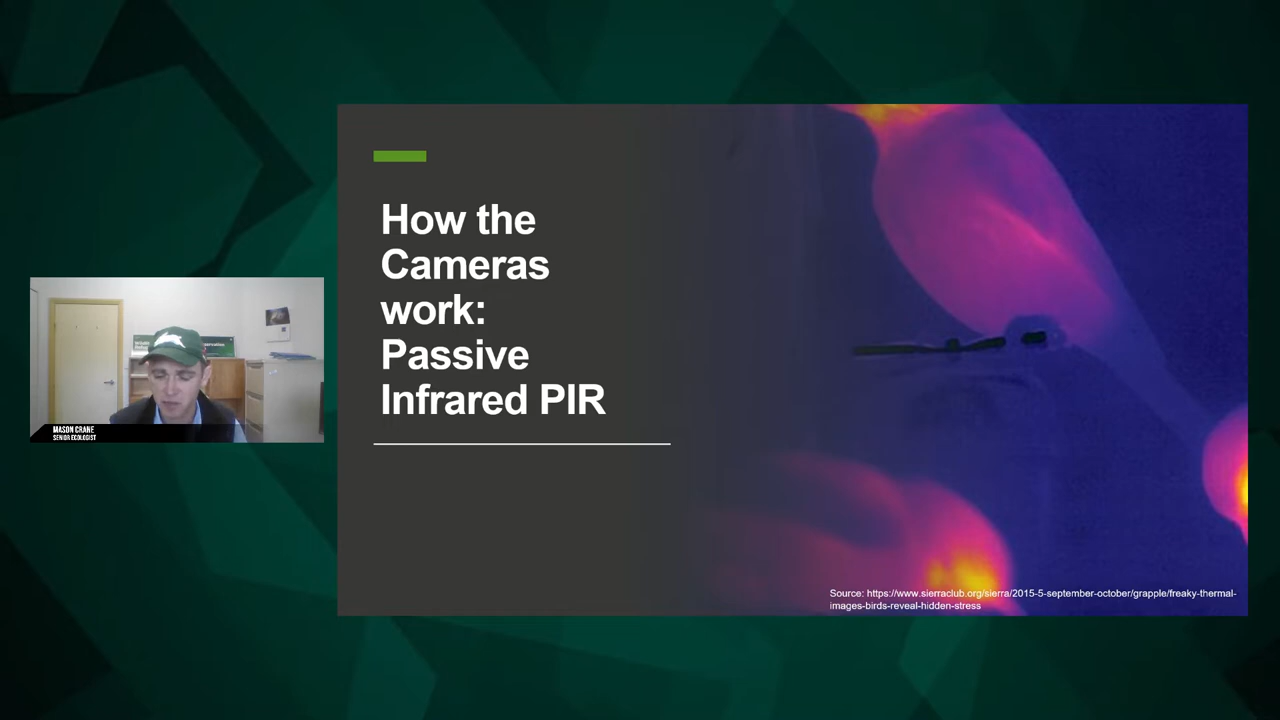 How the
Cameras
work:
Passive
Infrared PIR
MASON CRANE
SENIOR ECOLOGIST
Source: https://www.sierraclub.org/sierra/2015-5-september-october/grapple/freaky-thermal-
images-birds-reveal-hidden-stress